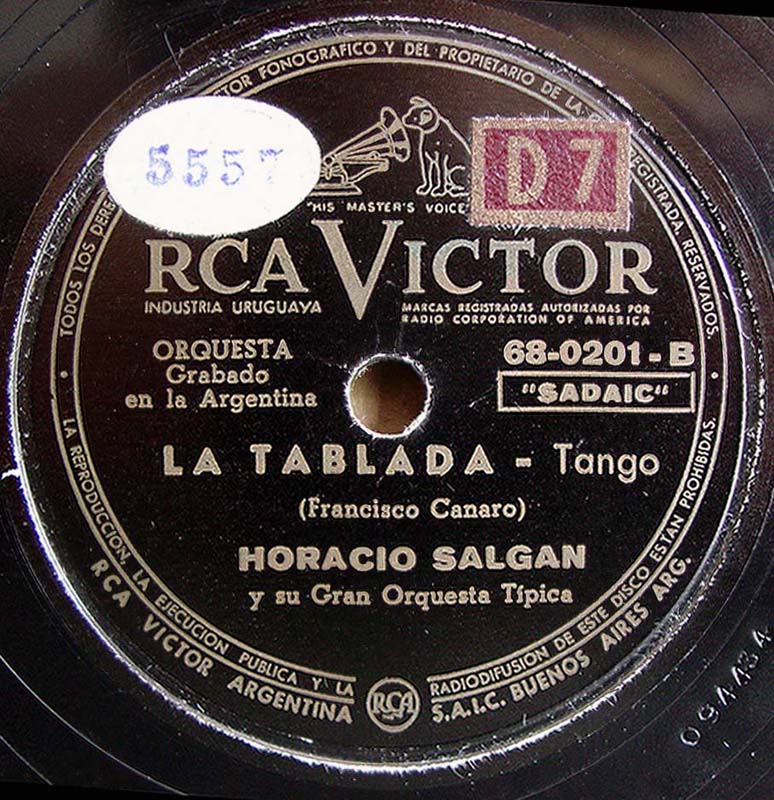 TODOS LOS DERE
TOR FONOGRAFICO Y DEL PROPIETARIO DE LA
REGISTRADA, RESERVADOS.
5557
D 7
"HIS MASTER'S VOICE"
RCA VICTOR
INDUSTRIA URUGUAYA
MARCAS REGISTRADAS AUTORIZADAS POR
RADIO CORPORATION OF AMERICA
ORQUESTA
Grabado
en la Argentina
68-0201-B
"SADAIC"
LA TABLADA - Tango
(Francisco Canaro)
HORACIO SALGAN
y su Gran Orquesta Típica
LA REPRODUCCION, LA EJECUCION PUBLICA Y LA
RADIODIFUSION DE ESTE DISCO ESTAN PROHIBIDAS.
RCA VICTOR ARGENTINA
RCA
S.A.I.C. BUENOS AIRES ARG.
094434